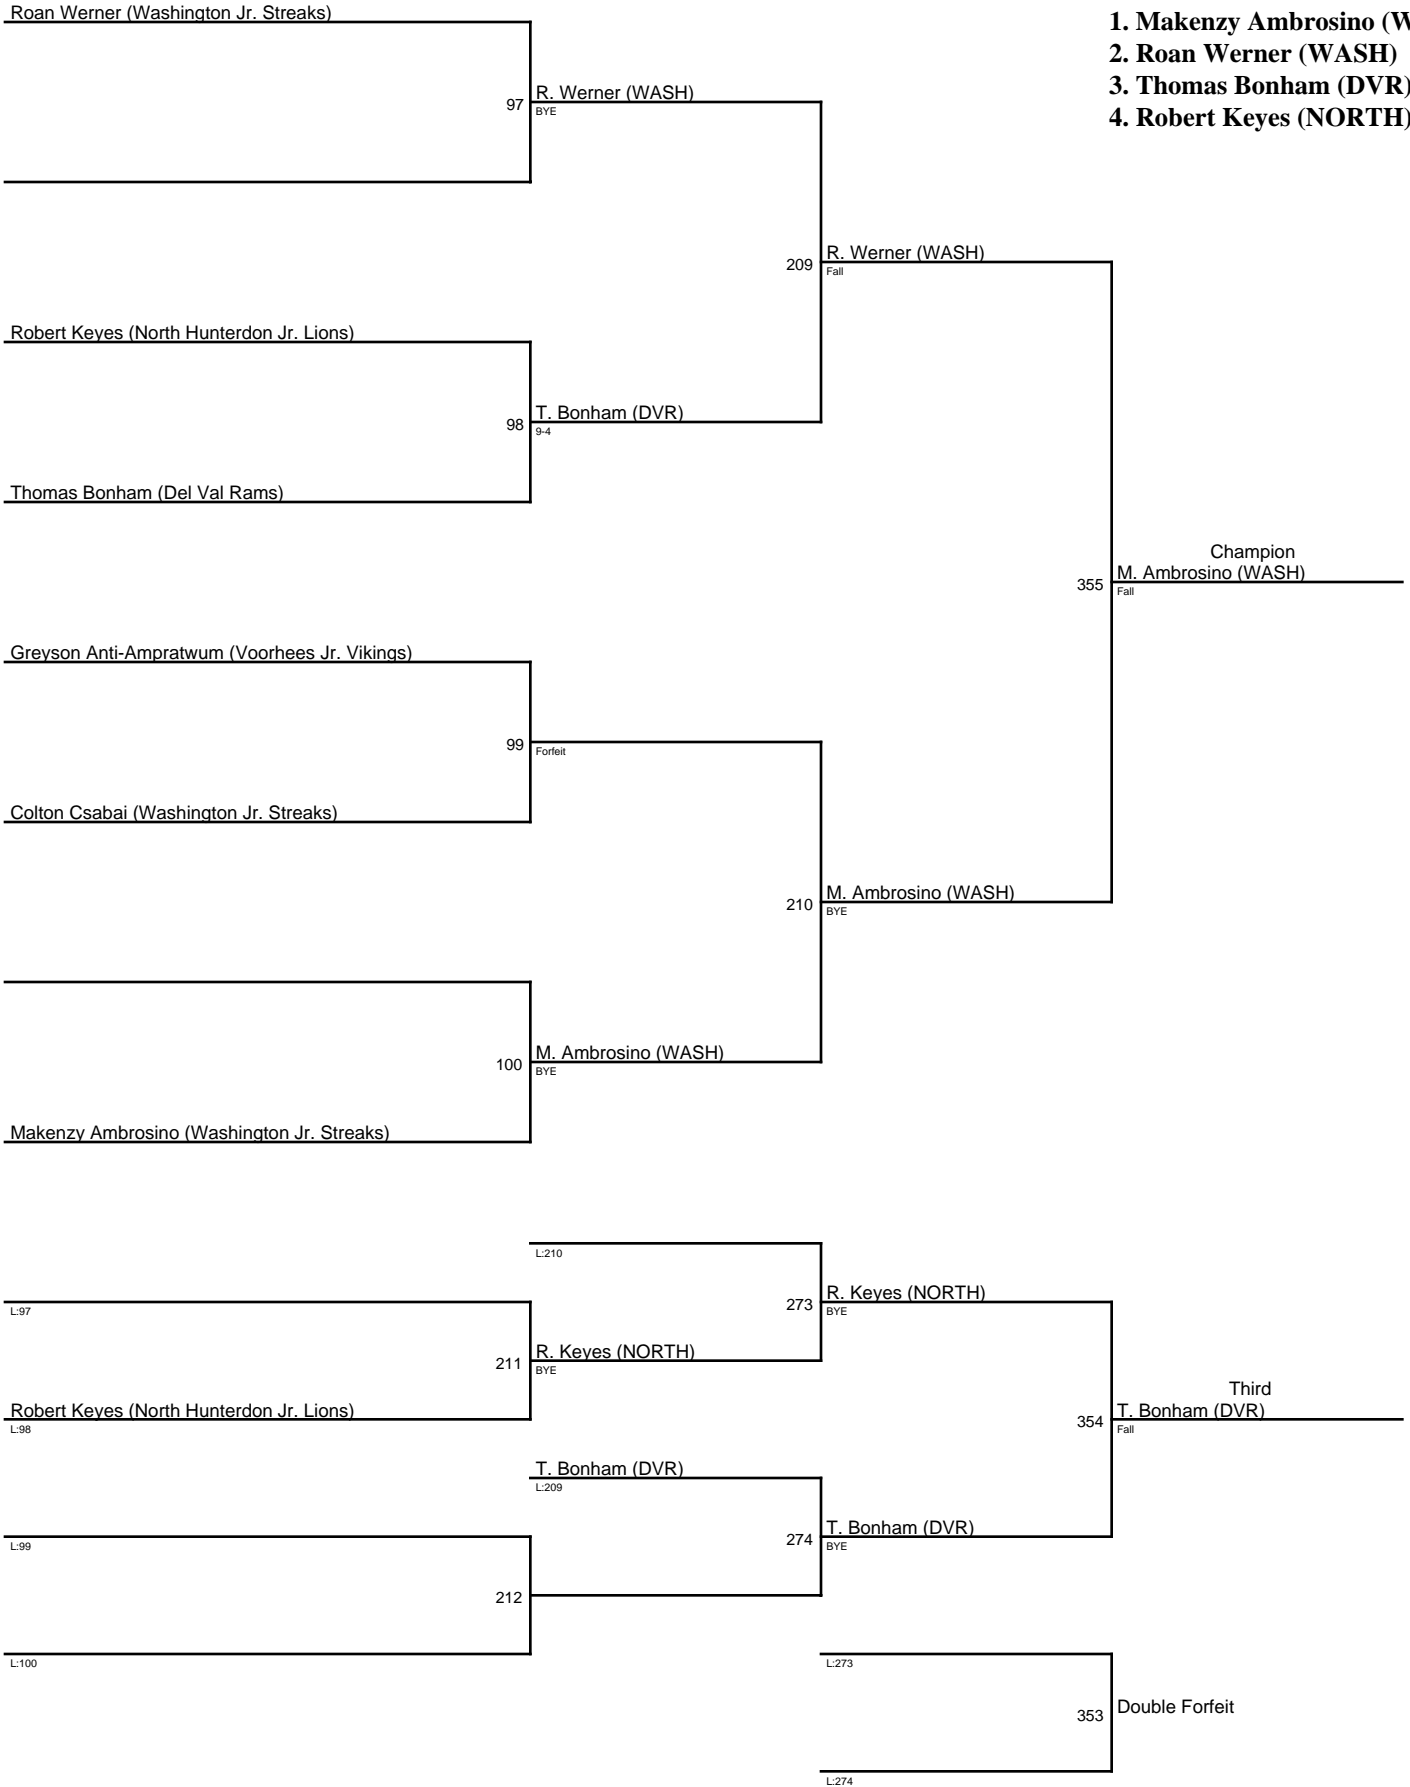 Roan Werner (Washington Jr. Streaks)
1. Makenzy Ambrosino (W
2. Roan Werner (WASH)
3. Thomas Bonham (DVR)
4. Robert Keyes (NORTH)
97
R. Werner (WASH)
BYE
209
R. Werner (WASH)
Fall
Robert Keyes (North Hunterdon Jr. Lions)
98
T. Bonham (DVR)
9-4
Thomas Bonham (Del Val Rams)
Champion
355
M. Ambrosino (WASH)
Fall
Greyson Anti-Ampratwum (Voorhees Jr. Vikings)
99
Forfeit
Colton Csabai (Washington Jr. Streaks)
210
M. Ambrosino (WASH)
BYE
100
M. Ambrosino (WASH)
BYE
Makenzy Ambrosino (Washington Jr. Streaks)
L:210
L:97
273
R. Keyes (NORTH)
BYE
211
R. Keyes (NORTH)
BYE
Robert Keyes (North Hunterdon Jr. Lions)
L:98
Third
354
T. Bonham (DVR)
Fall
T. Bonham (DVR)
L:209
L:99
274
T. Bonham (DVR)
BYE
212
L:100
L:273
353
Double Forfeit
L:274